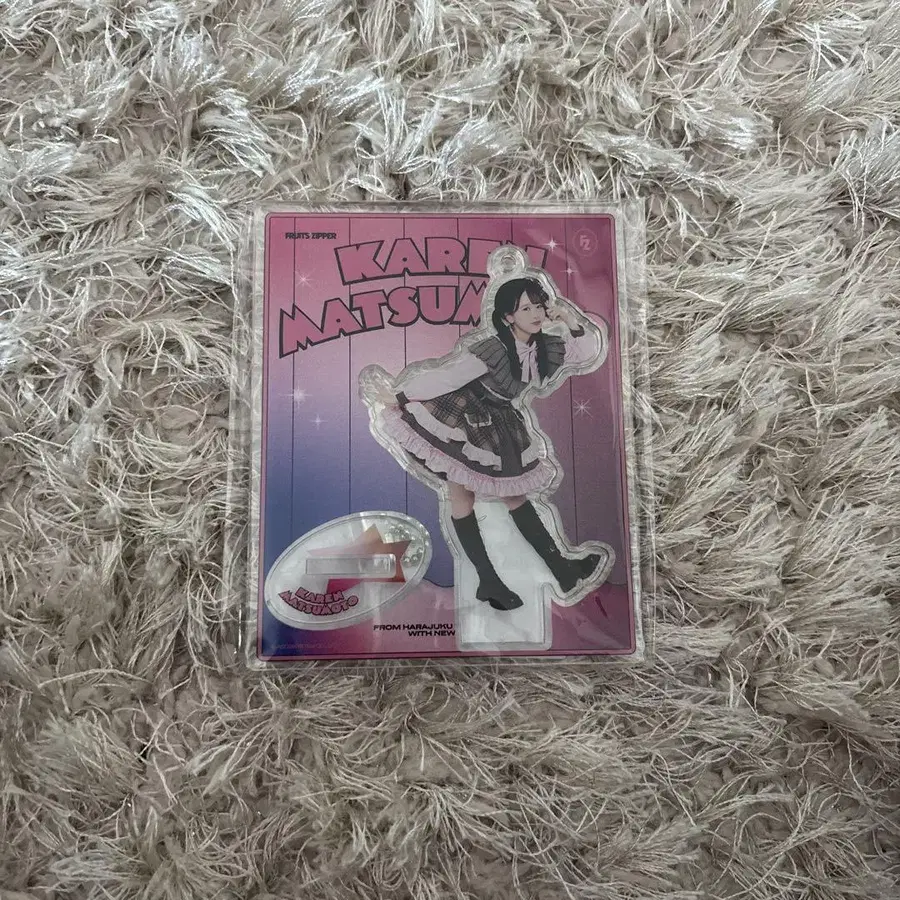 FRUITS ZIPPER
FZ
KAREN
MATSUM
KAREN
MATSUMOTO
FROM HARAJUKU
WITH NEW